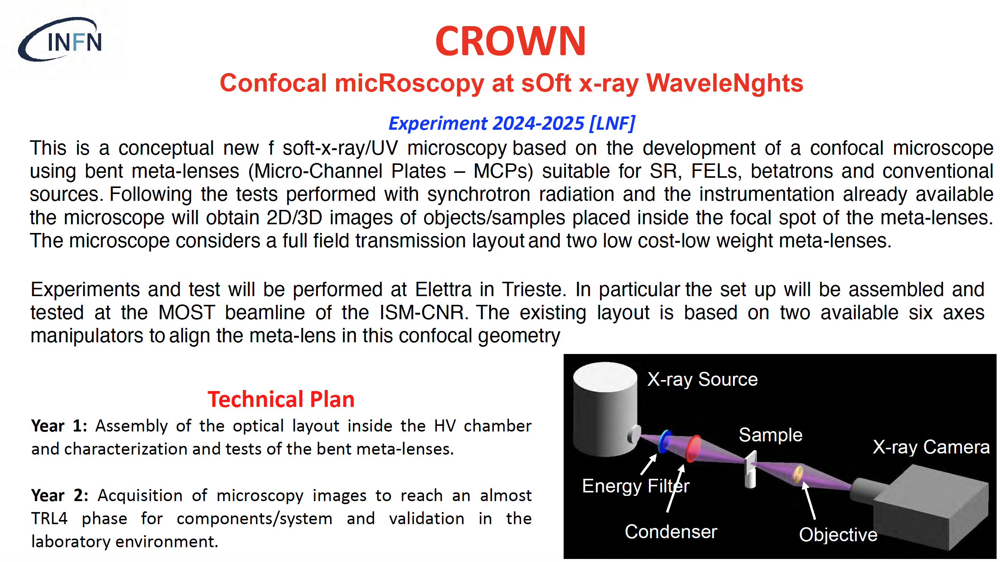 INFN
CROWN
Confocal micRoscopy at sOft x-ray WaveleNghts
Experiment 2024-2025 [LNF]
This is a conceptual new f soft-x-ray/UV microscopy based on the development of a confocal microscope
using bent meta-lenses (Micro-Channel Plates – MCPs) suitable for SR, FELs, betatrons and conventional
sources. Following the tests performed with synchrotron radiation and the instrumentation already available
the microscope will obtain 2D/3D images of objects/samples placed inside the focal spot of the meta-lenses.
The microscope considers a full field transmission layout and two low cost-low weight meta-lenses.
Experiments and test will be performed at Elettra in Trieste. In particular the set up will be assembled and
tested at the MOST beamline of the ISM-CNR. The existing layout is based on two available six axes
manipulators to align the meta-lens in this confocal geometry
Technical Plan
Year 1: Assembly of the optical layout inside the HV chamber
and characterization and tests of the bent meta-lenses.
Year 2: Acquisition of microscopy images to reach an almost
TRL4 phase for components/system and validation in the
laboratory environment.
X-ray Source
Sample
X-ray Camera
Energy Filter
Condenser
Objective